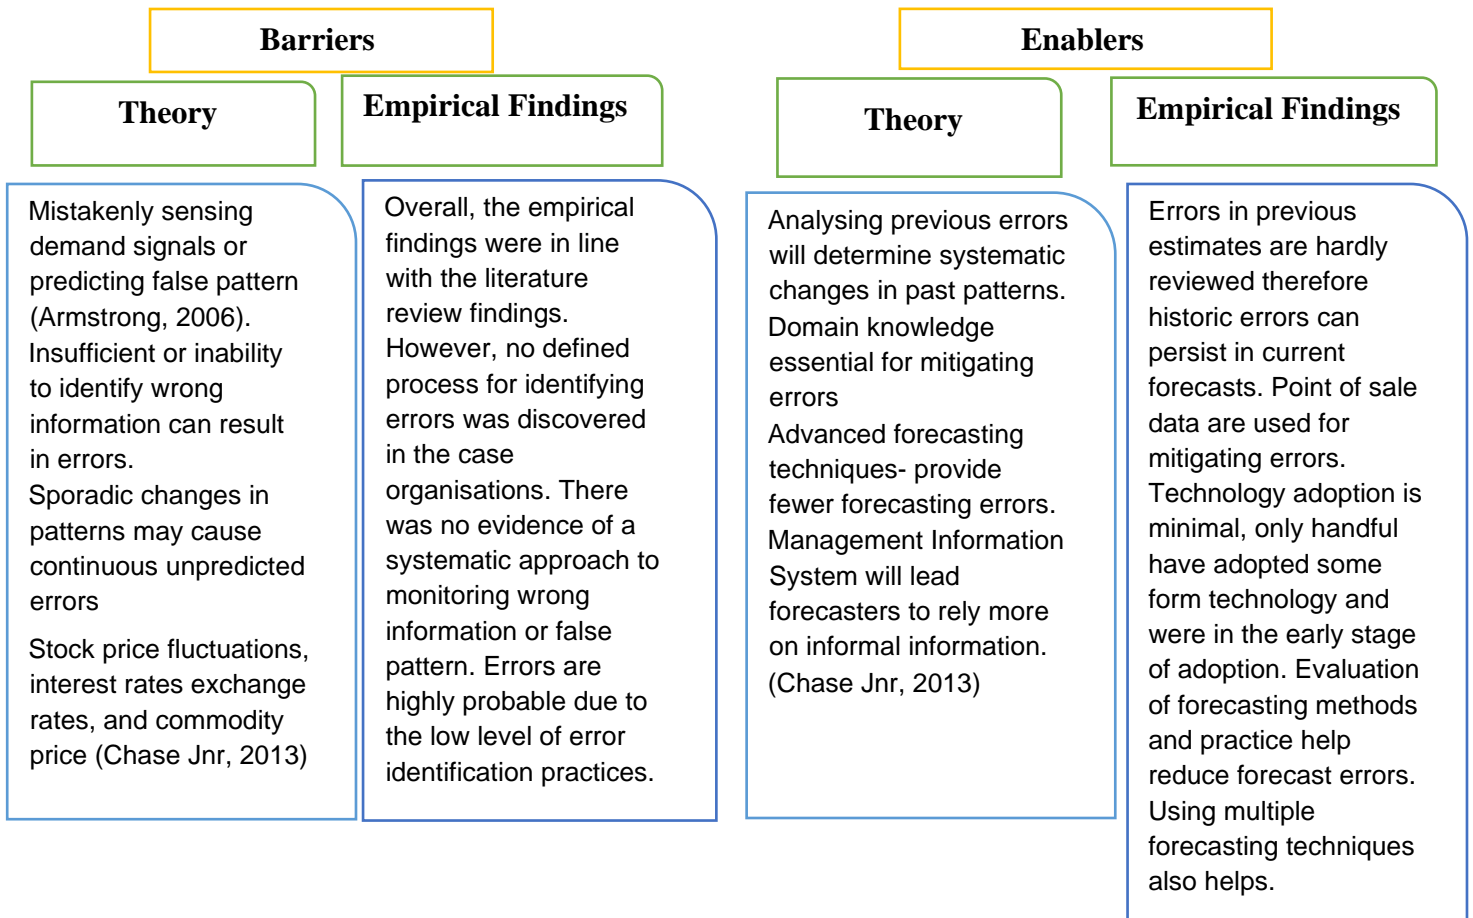 Barriers
Theory
Mistakenly sensing
demand signals or
predicting false pattern
(Armstrong, 2006).
Insufficient or inability
to identify wrong
information can result
in errors.
Sporadic changes in
patterns may cause
continuous unpredicted
errors
Stock price fluctuations,
interest rates exchange
rates, and commodity
price (Chase Jnr, 2013)
Empirical Findings
Overall, the empirical
findings were in line
with the literature
review findings.
However, no defined
process for identifying
errors was discovered
in the case
organisations. There
was no evidence of a
systematic approach to
monitoring wrong
information or false
pattern. Errors are
highly probable due to
the low level of error
identification practices.
Enablers
Theory
Analysing previous errors
will determine systematic
changes in past patterns.
Domain knowledge
essential for mitigating
errors
Advanced forecasting
techniques- provide
fewer forecasting errors.
Management Information
System will lead
forecasters to rely more
on informal information.
(Chase Jnr, 2013)
Empirical Findings
Errors in previous
estimates are hardly
reviewed therefore
historic errors can
persist in current
forecasts. Point of sale
data are used for
mitigating errors.
Technology adoption is
minimal, only handful
have adopted some
form technology and
were in the early stage
of adoption. Evaluation
of forecasting methods
and practice help
reduce forecast errors.
Using multiple
forecasting techniques
also helps.